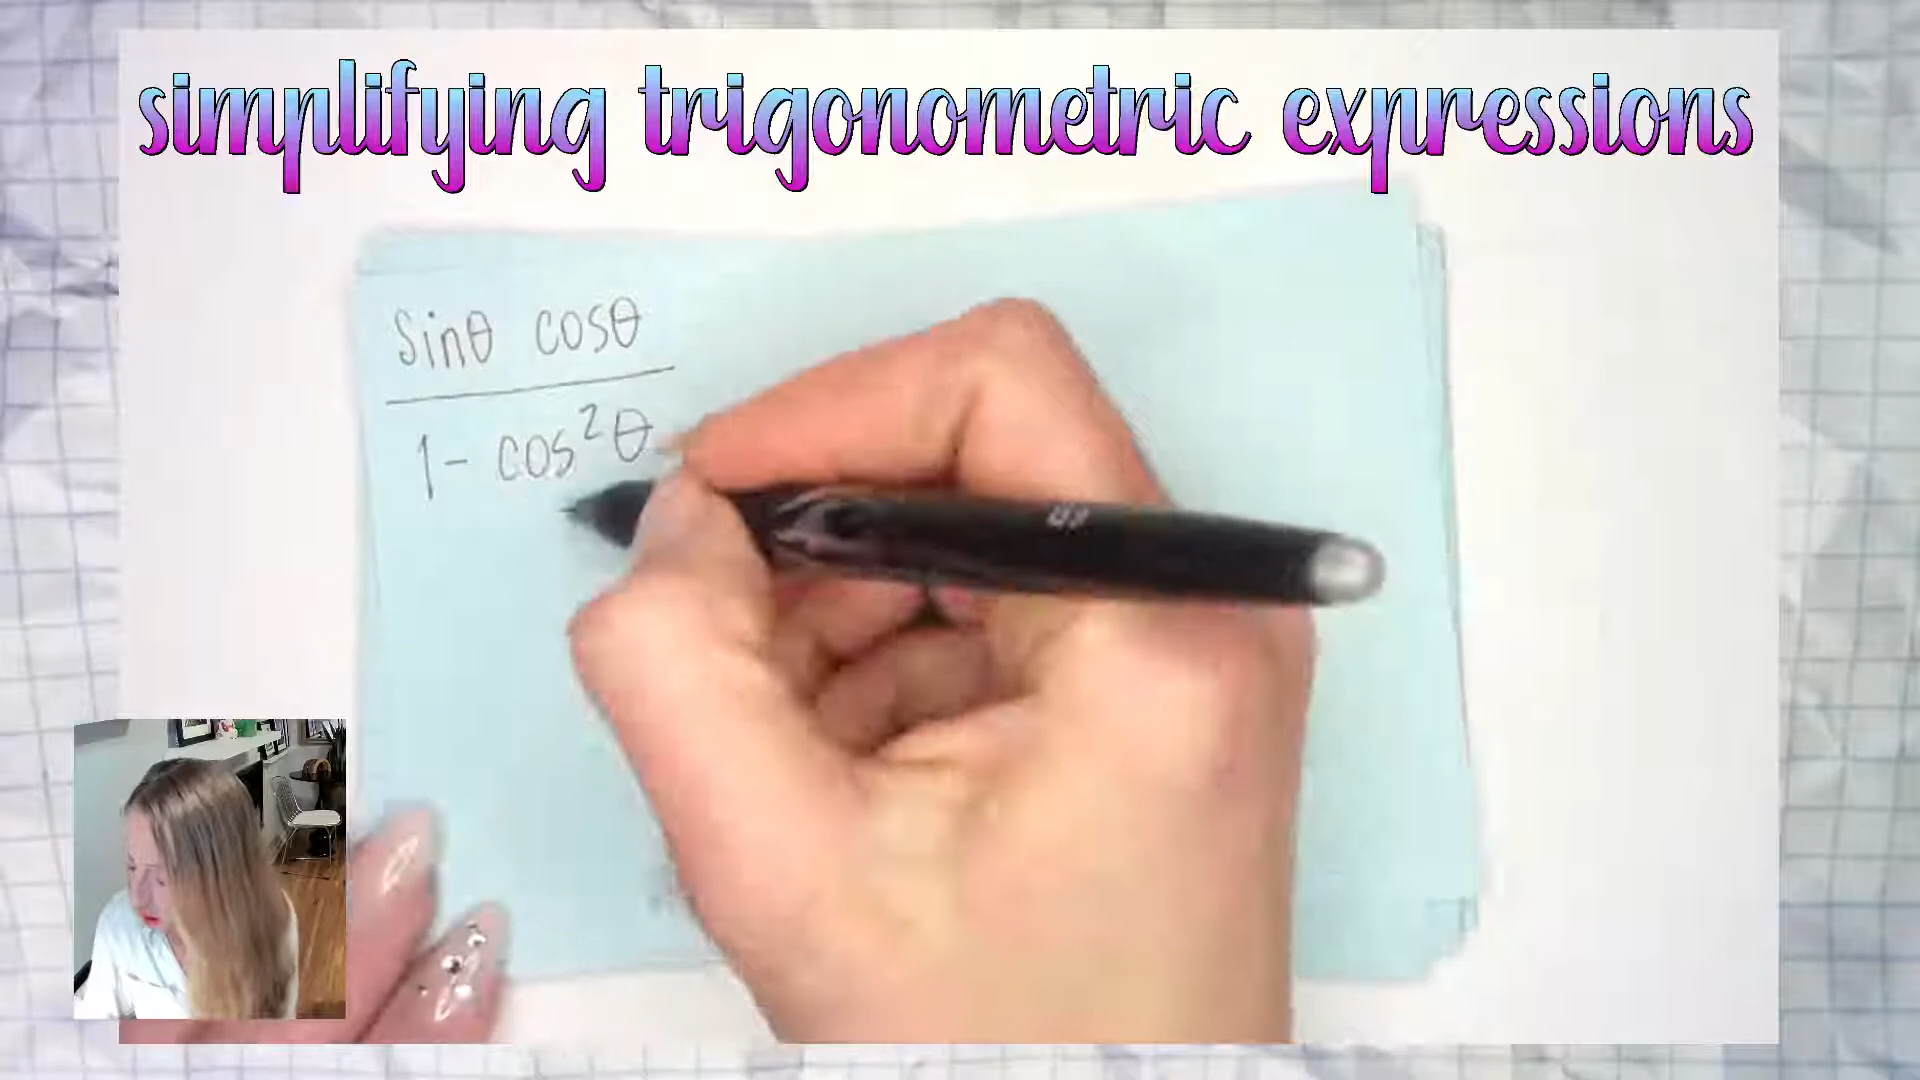 simplifying trigonometric expressions
sinθ cosθ
1 - cos²θ